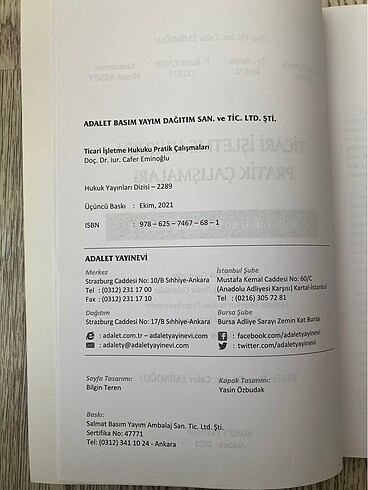 ADALET BASIM YAYIM DAĞITIM SAN. ve TİC. LTD. ŞTİ.
Ticari İşletme Hukuku Pratik Çalışmaları
Doç. Dr. iur. Cafer Eminoğlu
Hukuk Yayınları Dizisi – 2289
Üçüncü Baskı : Ekim, 2021
ISBN : 978 – 625 – 7467 – 68 – 1
ADALET YAYINEVİ
Merkez
Strazburg Caddesi No: 10/B Sıhhiye-Ankara
Tel : (0312) 231 17 00
Fax : (0312) 231 17 10
Dağıtım
Strazburg Caddesi No: 17/B Sıhhiye-Ankara
: adalet.com.tr – adaletyayinevi.com
: adalet@adaletyayinevi.com
İstanbul Şube
Mustafa Kemal Caddesi No: 60/C
(Anadolu Adliyesi Karşısı) Kartal-İstanbul
Tel : (0216) 305 72 81
Bursa Şube
Bursa Adliye Sarayı Zemin Kat Bursa
: facebook.com/adaletyayinevi
: twitter.com/adaletyayinevi
Sayfa Tasarımı:
Bilgin Teren
Kapak Tasarımı:
Yasin Özbudak
Baskı:
Salmat Basım Yayım Ambalaj San. Tic. Ltd. Şti.
Sertifika No: 47771
Tel: (0312) 341 10 24 - Ankara